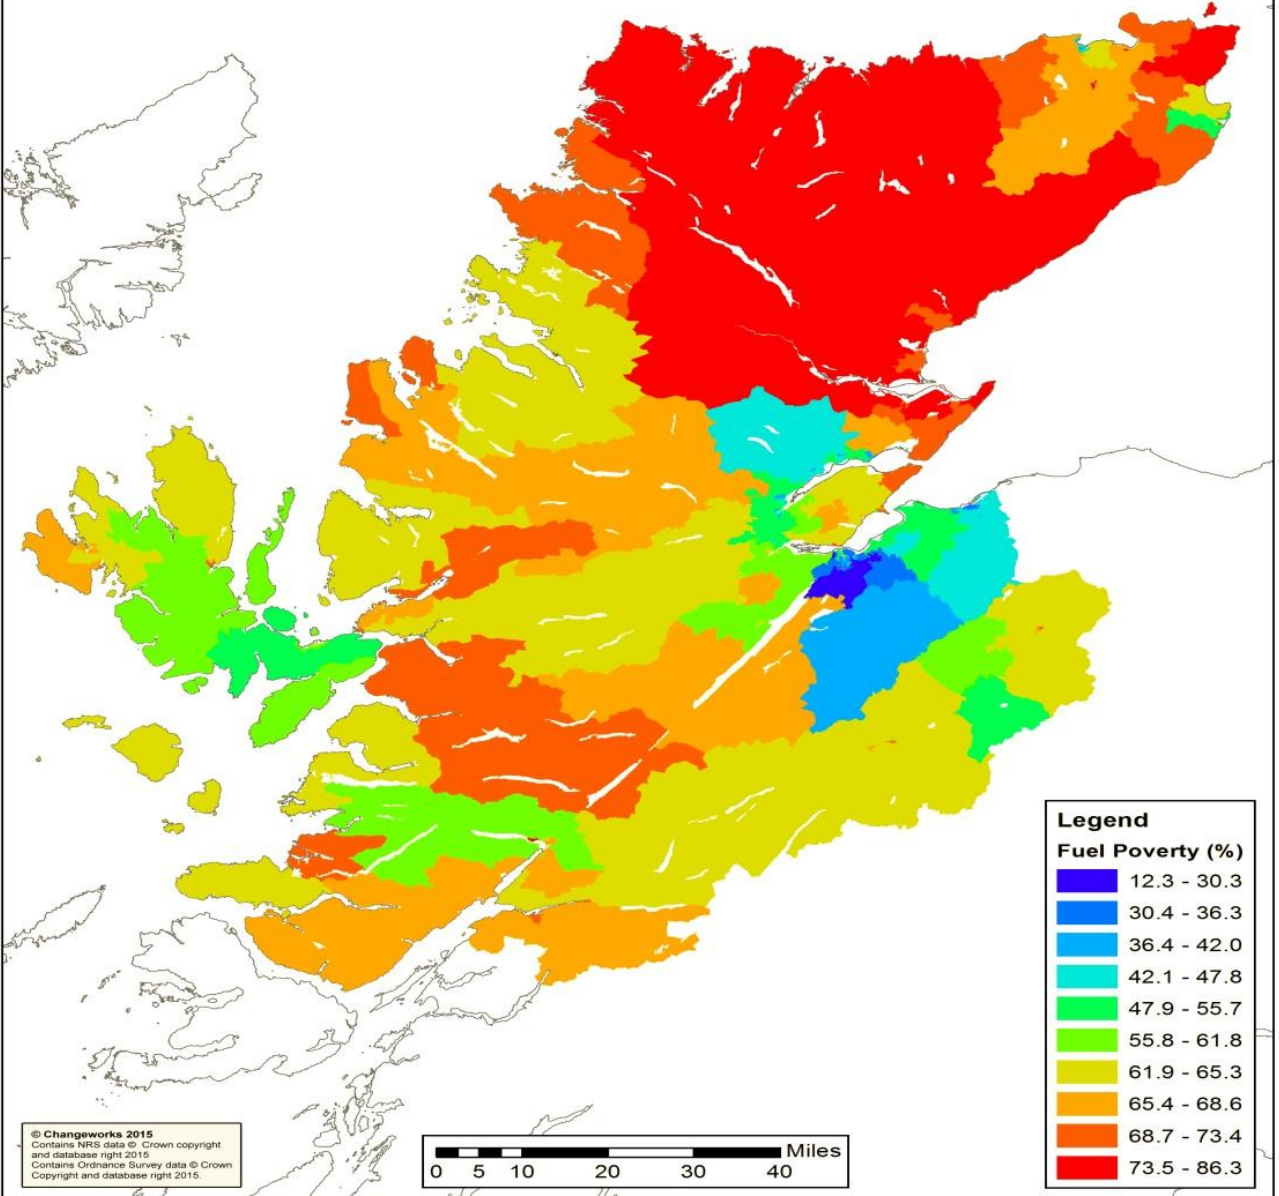 Legend
Fuel Poverty (%)
12.3 - 30.3
30.4 - 36.3
36.4 - 42.0
42.1 - 47.8
47.9 - 55.7
55.8 - 61.8
61.9 - 65.3
65.4 - 68.6
68.7 - 73.4
73.5 - 86.3
© Changeworks 2015
Contains NRS data © Crown copyright
and database right 2015
Contains Ordnance Survey data © Crown
Copyright and database right 2015.
Miles
0 5 10 20 30 40